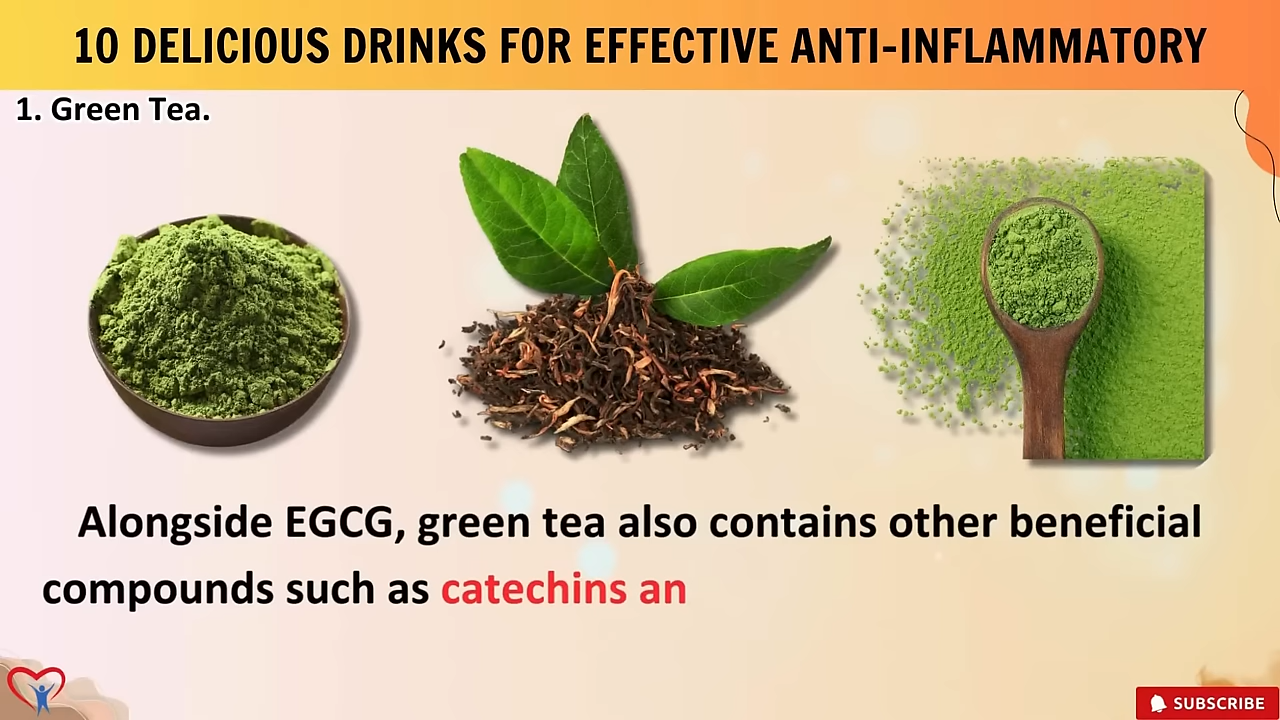 10 DELICIOUS DRINKS FOR EFFECTIVE ANTI-INFLAMMATORY
1. Green Tea.
Alongside EGCG, green tea also contains other beneficial
compounds such as catechins an
SUBSCRIBE